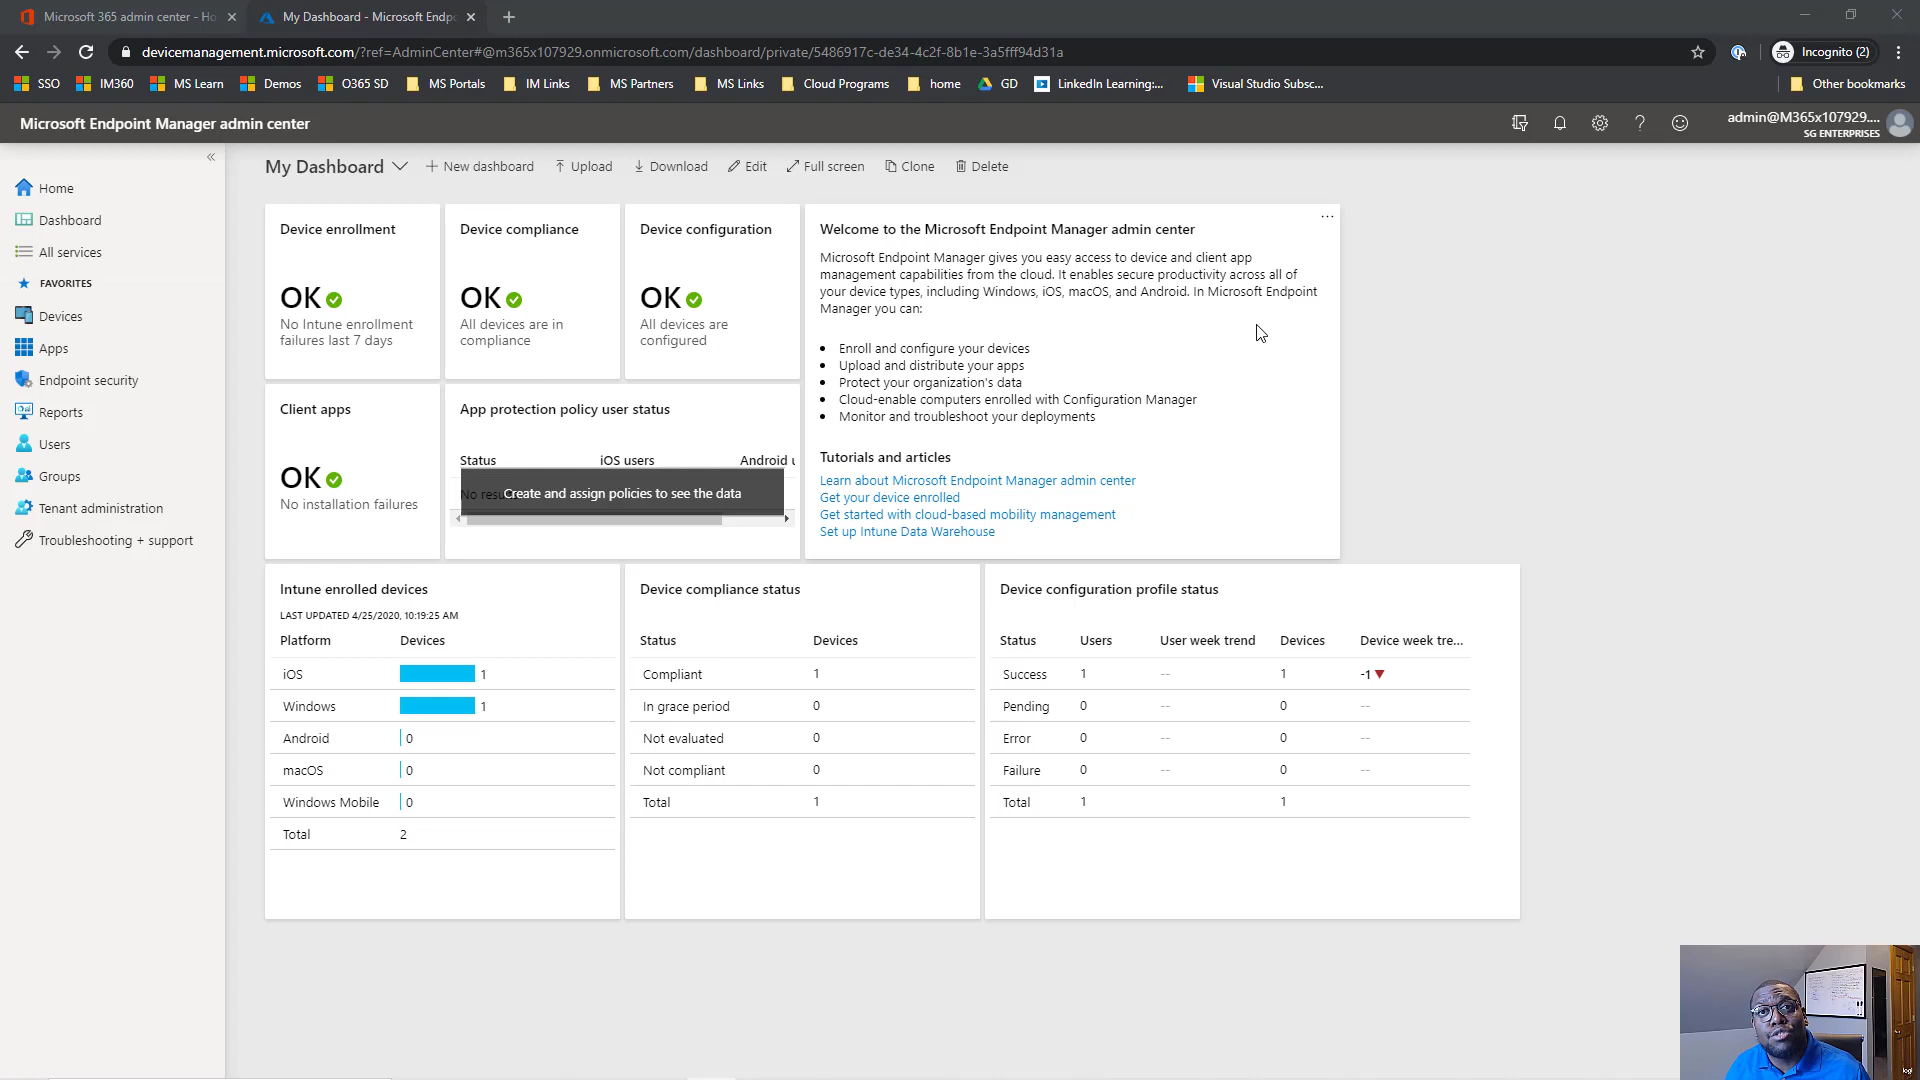 Microsoft 365 admin center - Ho
My Dashboard - Microsoft Endpo
devicemanagement.microsoft.com/?ref=AdminCenter#@m365x107929.onmicrosoft.com/dashboard/private/5486917c-de34-4c2f-8b1e-3a5fff94d31a
Incognito (2)
SSO
IM360
MS Learn
Demos
O365 SD
MS Portals
IM Links
MS Partners
MS Links
Cloud Programs
home
GD
LinkedIn Learning:...
Visual Studio Subsc...
Other bookmarks
Microsoft Endpoint Manager admin center
admin@M365x107929....
SG ENTERPRISES
Home
Dashboard
All services
FAVORITES
Devices
Apps
Endpoint security
Reports
Users
Groups
Tenant administration
Troubleshooting + support
My Dashboard
New dashboard
Upload
Download
Edit
Full screen
Clone
Delete
Device enrollment
OK
No Intune enrollment
failures last 7 days
Device compliance
OK
All devices are in
compliance
Device configuration
OK
All devices are
configured
Welcome to the Microsoft Endpoint Manager admin center
Microsoft Endpoint Manager gives you easy access to device and client app
management capabilities from the cloud. It enables secure productivity across all of
your device types, including Windows, iOS, macOS, and Android. In Microsoft Endpoint
Manager you can:
• Enroll and configure your devices
• Upload and distribute your apps
• Protect your organization's data
• Cloud-enable computers enrolled with Configuration Manager
• Monitor and troubleshoot your deployments
Tutorials and articles
Learn about Microsoft Endpoint Manager admin center
Get your device enrolled
Get started with cloud-based mobility management
Set up Intune Data Warehouse
Client apps
OK
No installation failures
App protection policy user status
Status iOS users Android u
No resu
Create and assign policies to see the data
Intune enrolled devices
LAST UPDATED 4/25/2020, 10:19:25 AM
Platform Devices
iOS 1
Windows 1
Android 0
macOS 0
Windows Mobile 0
Total 2
Device compliance status
Status Devices
Compliant 1
In grace period 0
Not evaluated 0
Not compliant 0
Total 1
Device configuration profile status
Status Users User week trend Devices Device week tre...
Success 1 -- 1 -1
Pending 0 -- 0 --
Error 0 -- 0 --
Failure 0 -- 0 --
Total 1 1
logi